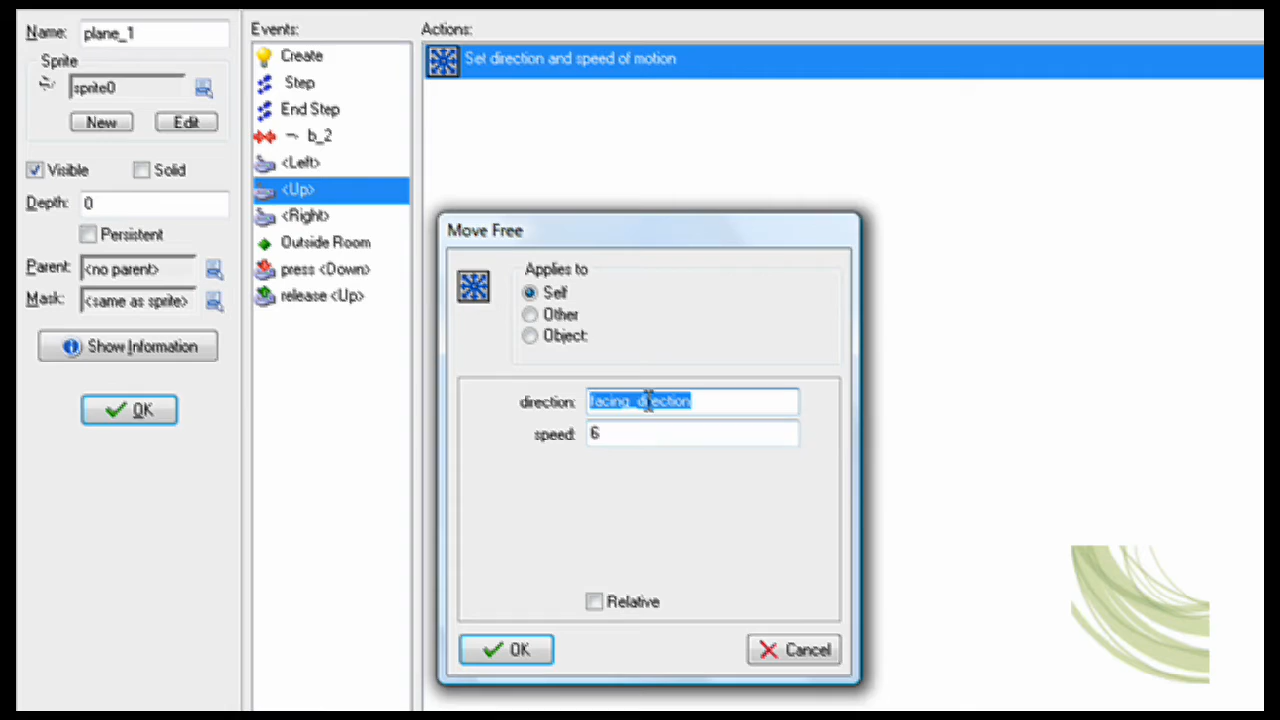 Name: plane_1
Sprite
sprite0
New Edit
Visible Solid
Depth: 0
Persistent
Parent: <no parent>
Mask: <same as sprite>
Show Information
OK
Events:
Create
Step
End Step
b_2
<Left>
<Up>
<Right>
Outside Room
press <Down>
release <Up>
Actions:
Set direction and speed of motion
Move Free
Applies to
Self
Other
Object:
direction: facing_direction
speed: 6
Relative
OK Cancel